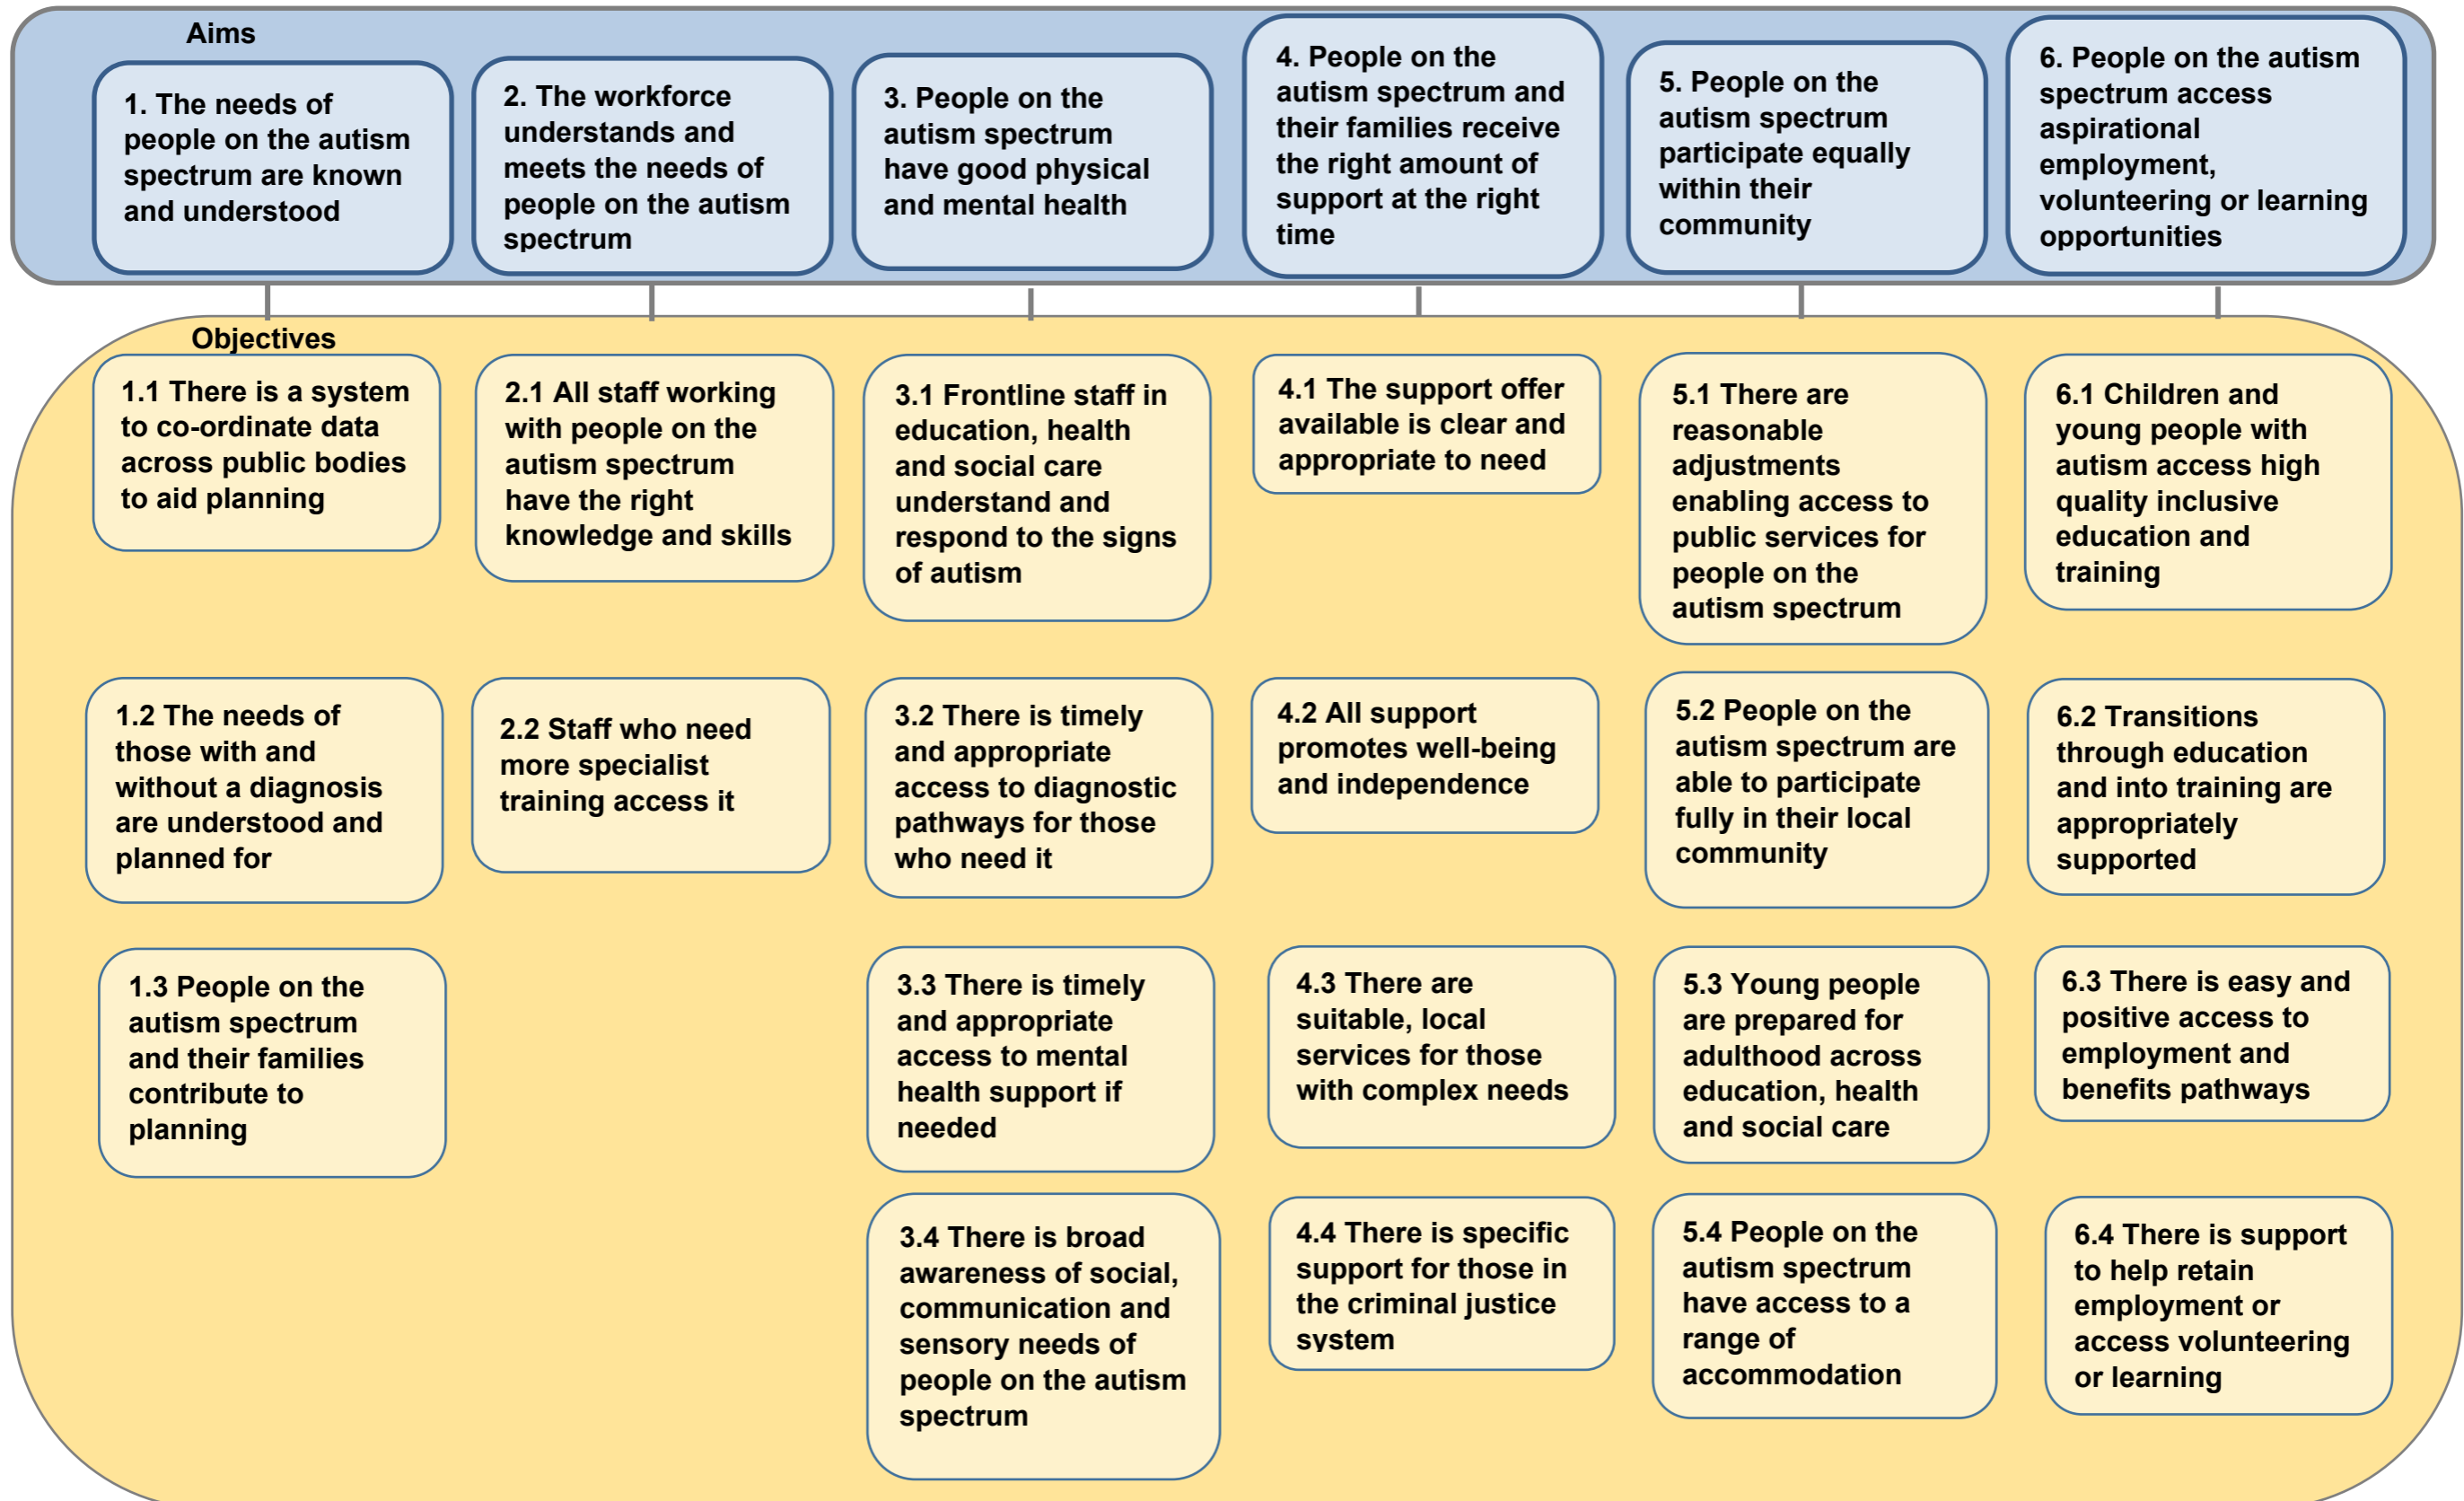 Aims
1. The needs of
people on the autism
spectrum are known
and understood
2. The workforce
understands and
meets the needs of
people on the autism
spectrum
3. People on the
autism spectrum
have good physical
and mental health
4. People on the
autism spectrum and
their families receive
the right amount of
support at the right
time
5. People on the
autism spectrum
participate equally
within their
community
6. People on the autism
spectrum access
aspirational
employment,
volunteering or learning
opportunities
Objectives
1.1 There is a system
to co-ordinate data
across public bodies
to aid planning
2.1 All staff working
with people on the
autism spectrum
have the right
knowledge and skills
3.1 Frontline staff in
education, health
and social care
understand and
respond to the signs
of autism
4.1 The support offer
available is clear and
appropriate to need
5.1 There are
reasonable
adjustments
enabling access to
public services for
people on the
autism spectrum
6.1 Children and
young people with
autism access high
quality inclusive
education and
training
1.2 The needs of
those with and
without a diagnosis
are understood and
planned for
2.2 Staff who need
more specialist
training access it
3.2 There is timely
and appropriate
access to diagnostic
pathways for those
who need it
4.2 All support
promotes well-being
and independence
5.2 People on the
autism spectrum are
able to participate
fully in their local
community
6.2 Transitions
through education
and into training are
appropriately
supported
1.3 People on the
autism spectrum
and their families
contribute to
planning
3.3 There is timely
and appropriate
access to mental
health support if
needed
4.3 There are
suitable, local
services for those
with complex needs
5.3 Young people
are prepared for
adulthood across
education, health
and social care
6.3 There is easy and
positive access to
employment and
benefits pathways
3.4 There is broad
awareness of social,
communication and
sensory needs of
people on the autism
spectrum
4.4 There is specific
support for those in
the criminal justice
system
5.4 People on the
autism spectrum
have access to a
range of
accommodation
6.4 There is support
to help retain
employment or
access volunteering
or learning